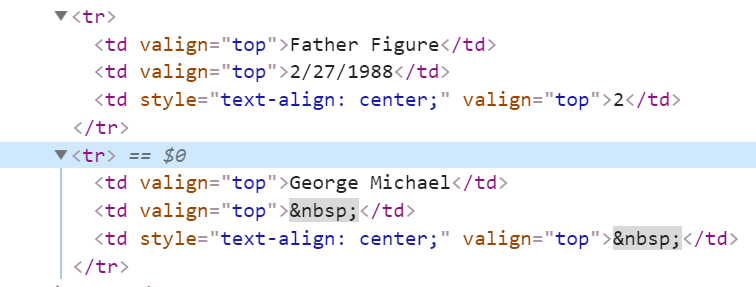 ▼<tr>
<td valign="top">Father Figure</td>
<td valign="top">2/27/1988</td>
<td style="text-align: center;" valign="top">2</td>
</tr>
▼<tr> == $0
<td valign="top">George Michael</td>
<td valign="top">&nbsp;</td>
<td style="text-align: center;" valign="top">&nbsp;</td>
</tr>